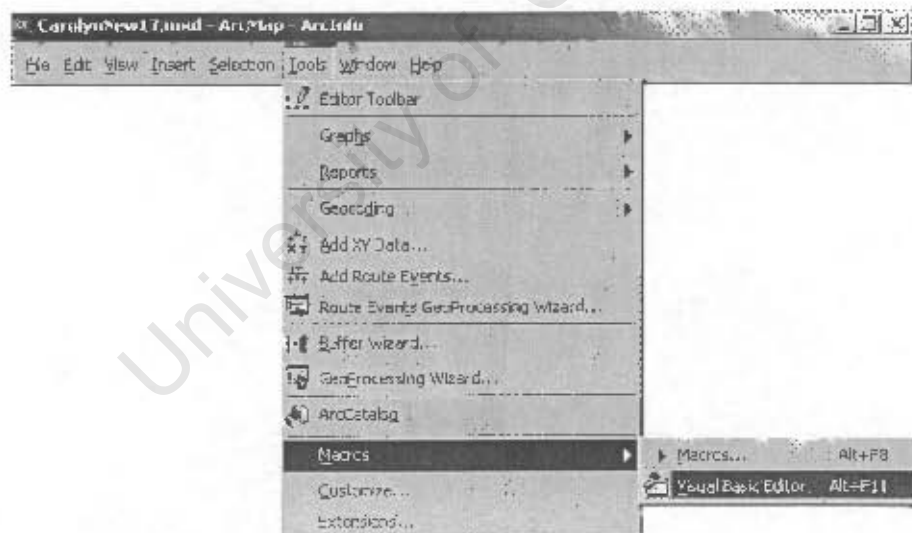 CarolynNew17.mxd - ArcMap - ArcInfo
File Edit View Insert Selection Tools Window Help
Editor Toolbar
Graphs
Reports
Geocoding
Add XY Data...
Add Route Events...
Route Events GeoProcessing Wizard...
Buffer Wizard...
GeoProcessing Wizard...
ArcCatalog
Macros
Macros... Alt+F8
Visual Basic Editor Alt+F11
Customize...
Extensions...
University of